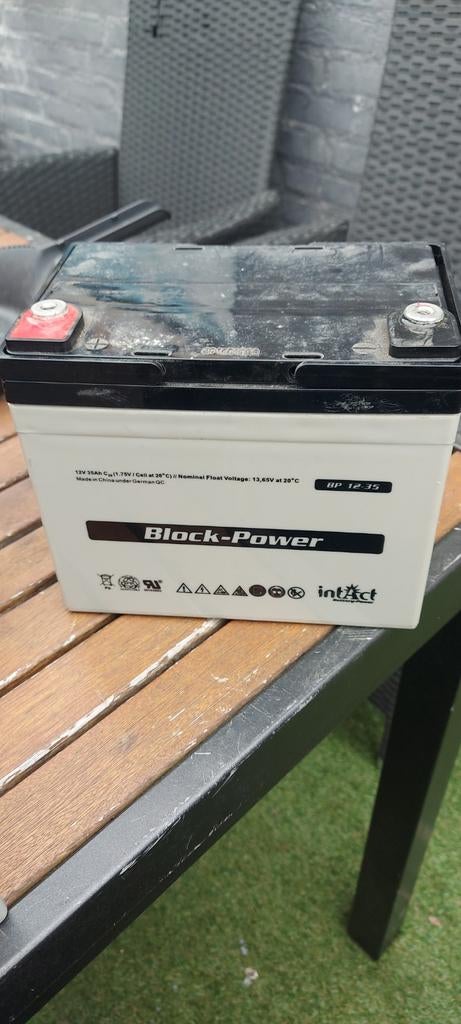 12V 35Ah C₂₀ (1.75V / Cell at 20°C) // Nominal Float Voltage: 13,65V at 20°C
Made in China under German QC
BP 12-35
Block-Power
Pb
intAct